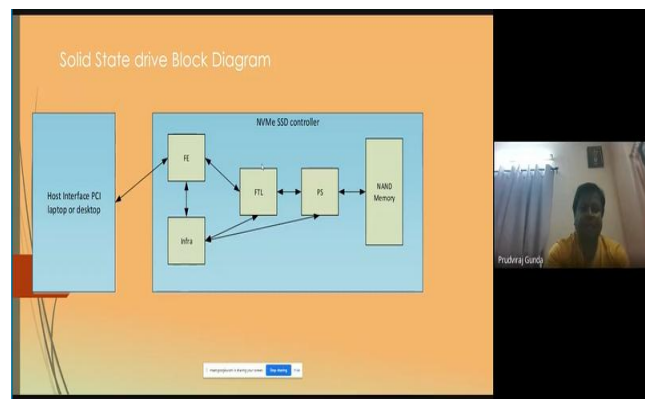 Solid State drive Block Diagram
NVMe SSD controller
FE
Host Interface PCI
laptop or desktop
FTL
PS
NAND
Memory
Infra
Prudviraj Gunda
Stop sharing